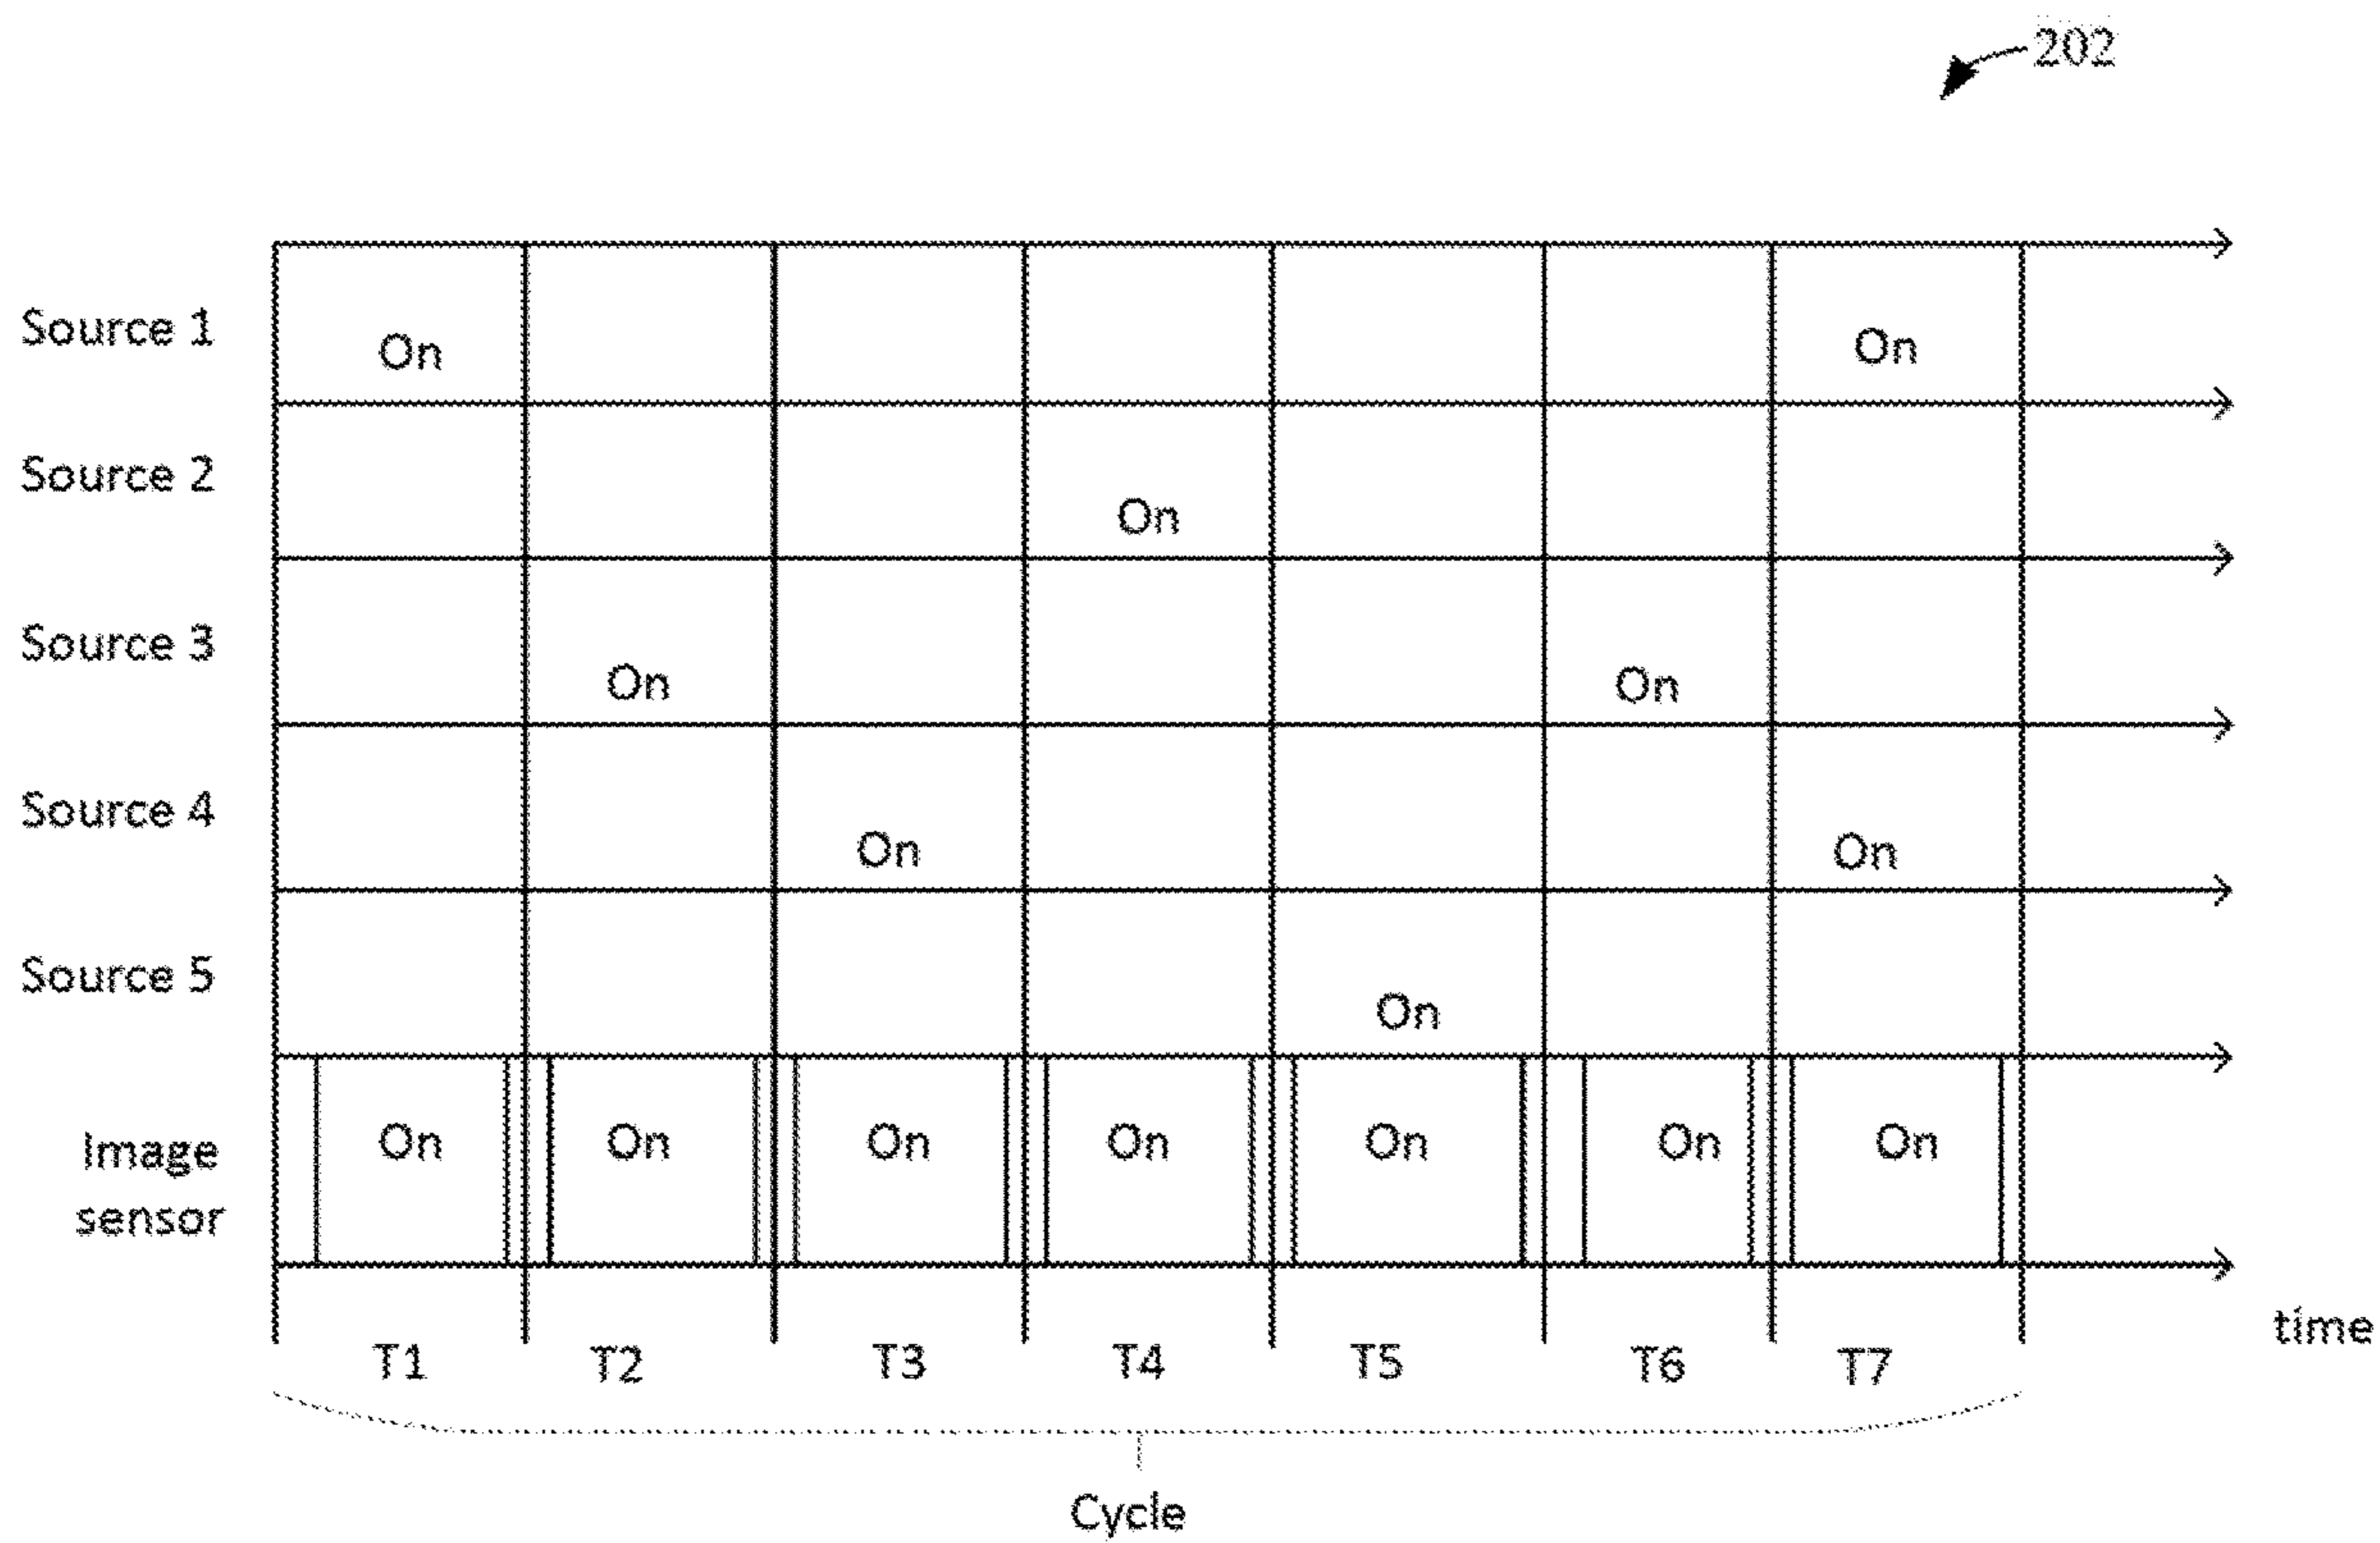 202
Source 1
On
On
Source 2
On
Source 3
On
On
Source 4
On
On
Source 5
On
Image
sensor
On
On
On
On
On
On
On
time
T1
T2
T3
T4
T5
T6
T7
Cycle